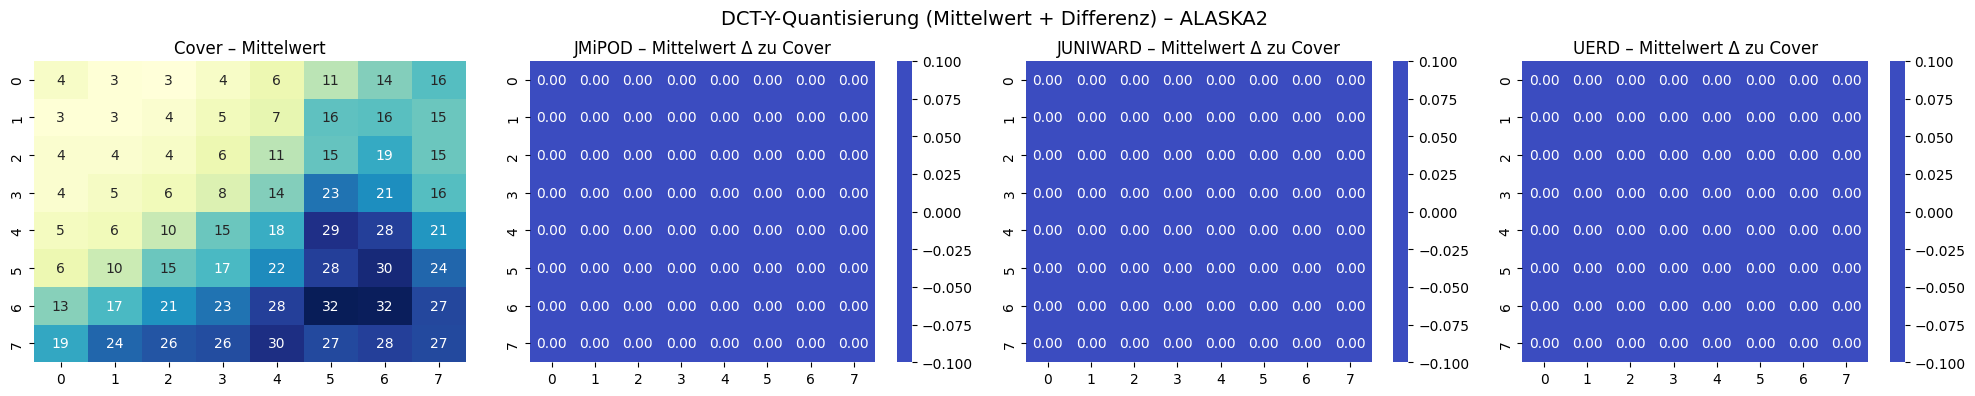 DCT-Y-Quantisierung (Mittelwert + Differenz) – ALASKA2
Cover – Mittelwert
0 4 3 3 4 6 11 14 16
1 3 3 4 5 7 16 16 15
2 4 4 4 6 11 15 19 15
3 4 5 6 8 14 23 21 16
4 5 6 10 15 18 29 28 21
5 6 10 15 17 22 28 30 24
6 13 17 21 23 28 32 32 27
7 19 24 26 26 30 27 28 27
0 1 2 3 4 5 6 7
JMiPOD – Mittelwert Δ zu Cover
0 0.00 0.00 0.00 0.00 0.00 0.00 0.00 0.00
1 0.00 0.00 0.00 0.00 0.00 0.00 0.00 0.00
2 0.00 0.00 0.00 0.00 0.00 0.00 0.00 0.00
3 0.00 0.00 0.00 0.00 0.00 0.00 0.00 0.00
4 0.00 0.00 0.00 0.00 0.00 0.00 0.00 0.00
5 0.00 0.00 0.00 0.00 0.00 0.00 0.00 0.00
6 0.00 0.00 0.00 0.00 0.00 0.00 0.00 0.00
7 0.00 0.00 0.00 0.00 0.00 0.00 0.00 0.00
0 1 2 3 4 5 6 7
0.100
0.075
0.050
0.025
0.000
−0.025
−0.050
−0.075
−0.100
JUNIWARD – Mittelwert Δ zu Cover
0 0.00 0.00 0.00 0.00 0.00 0.00 0.00 0.00
1 0.00 0.00 0.00 0.00 0.00 0.00 0.00 0.00
2 0.00 0.00 0.00 0.00 0.00 0.00 0.00 0.00
3 0.00 0.00 0.00 0.00 0.00 0.00 0.00 0.00
4 0.00 0.00 0.00 0.00 0.00 0.00 0.00 0.00
5 0.00 0.00 0.00 0.00 0.00 0.00 0.00 0.00
6 0.00 0.00 0.00 0.00 0.00 0.00 0.00 0.00
7 0.00 0.00 0.00 0.00 0.00 0.00 0.00 0.00
0 1 2 3 4 5 6 7
0.100
0.075
0.050
0.025
0.000
−0.025
−0.050
−0.075
−0.100
UERD – Mittelwert Δ zu Cover
0 0.00 0.00 0.00 0.00 0.00 0.00 0.00 0.00
1 0.00 0.00 0.00 0.00 0.00 0.00 0.00 0.00
2 0.00 0.00 0.00 0.00 0.00 0.00 0.00 0.00
3 0.00 0.00 0.00 0.00 0.00 0.00 0.00 0.00
4 0.00 0.00 0.00 0.00 0.00 0.00 0.00 0.00
5 0.00 0.00 0.00 0.00 0.00 0.00 0.00 0.00
6 0.00 0.00 0.00 0.00 0.00 0.00 0.00 0.00
7 0.00 0.00 0.00 0.00 0.00 0.00 0.00 0.00
0 1 2 3 4 5 6 7
0.100
0.075
0.050
0.025
0.000
−0.025
−0.050
−0.075
−0.100